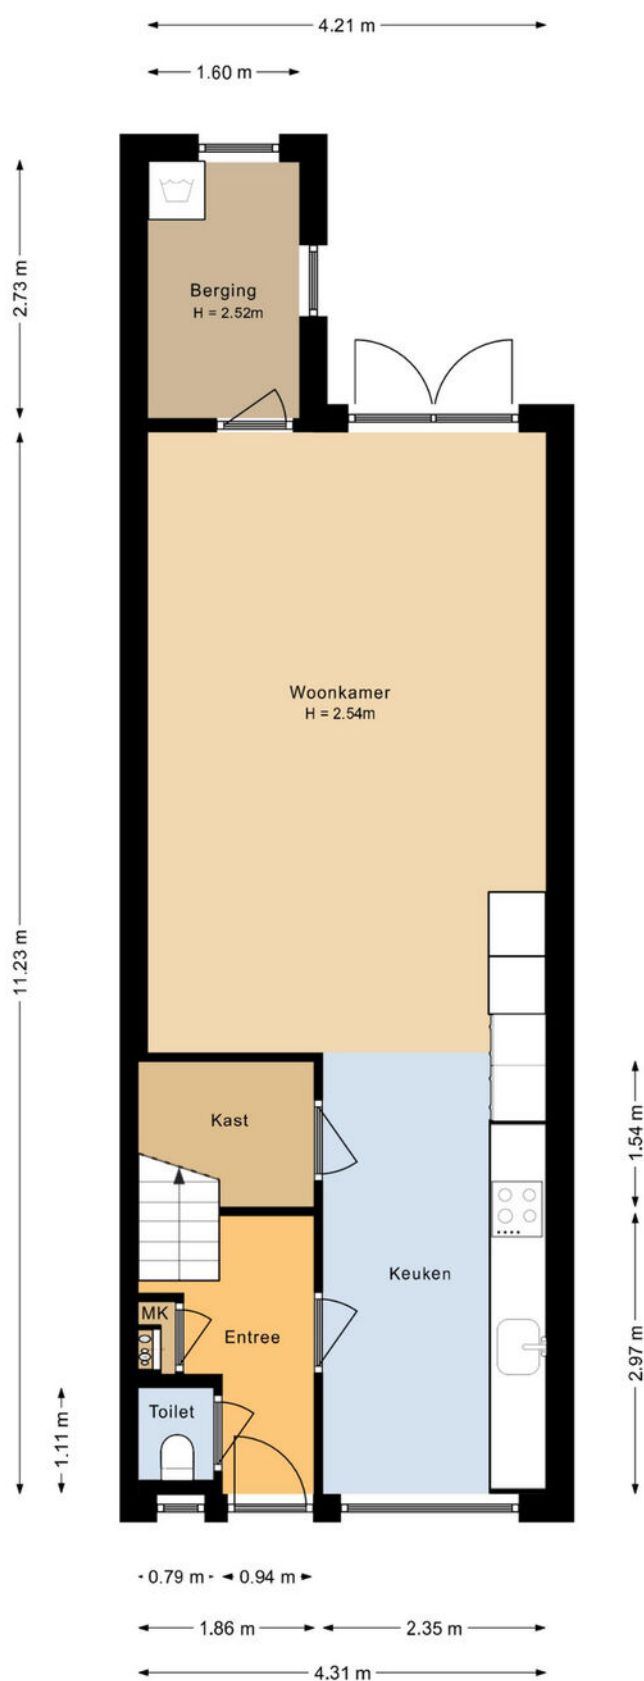 4.21 m
1.60 m
2.73 m
Berging
H = 2.52m
Woonkamer
H = 2.54m
11.23 m
Kast
1.54 m
Keuken
MK
Entree
2.97 m
Toilet
1.11 m
0.79 m
0.94 m
1.86 m
2.35 m
4.31 m